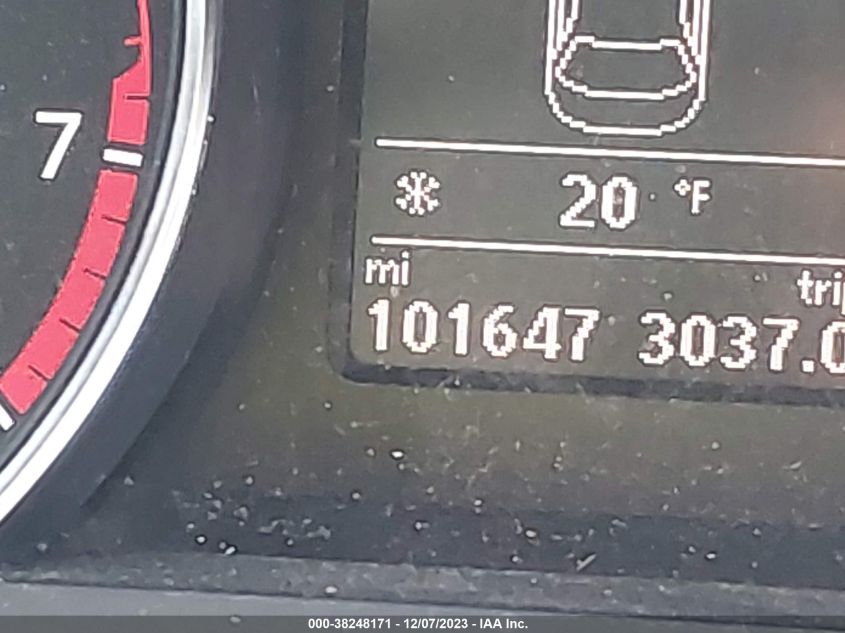 7
20 °F
mi
trip
101647 3037.0
000-38248171 - 12/07/2023 - IAA Inc.